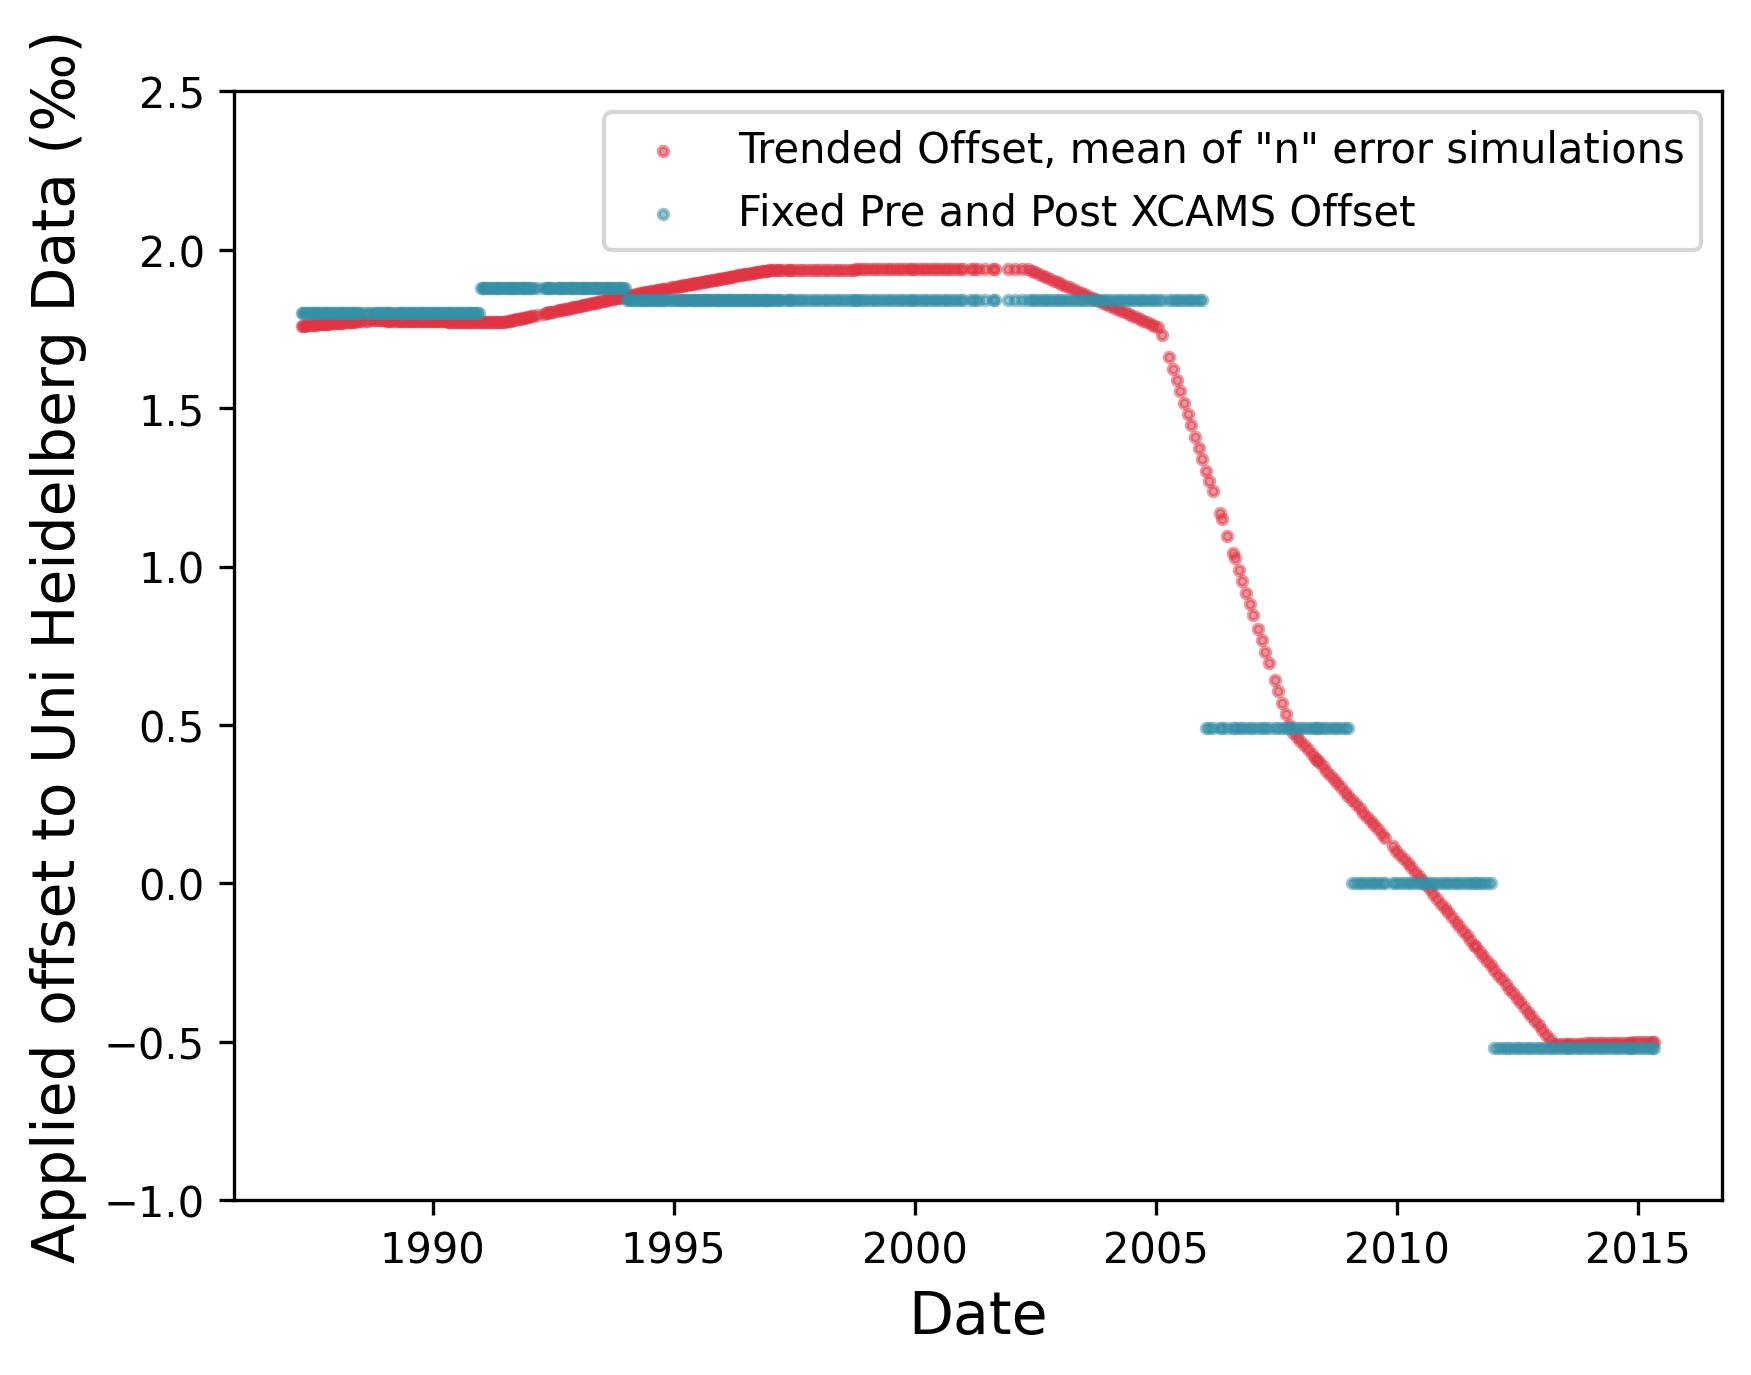 Applied offset to Uni Heidelberg Data (‰)
2.5
2.0
1.5
1.0
0.5
0.0
−0.5
−1.0
Trended Offset, mean of "n" error simulations
Fixed Pre and Post XCAMS Offset
1990 1995 2000 2005 2010 2015
Date